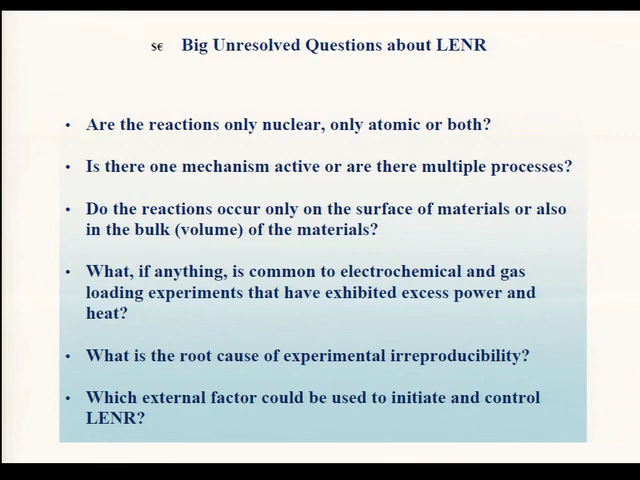 $€ Big Unresolved Questions about LENR
• Are the reactions only nuclear, only atomic or both?
• Is there one mechanism active or are there multiple processes?
• Do the reactions occur only on the surface of materials or also
in the bulk (volume) of the materials?
• What, if anything, is common to electrochemical and gas
loading experiments that have exhibited excess power and
heat?
• What is the root cause of experimental irreproducibility?
• Which external factor could be used to initiate and control
LENR?